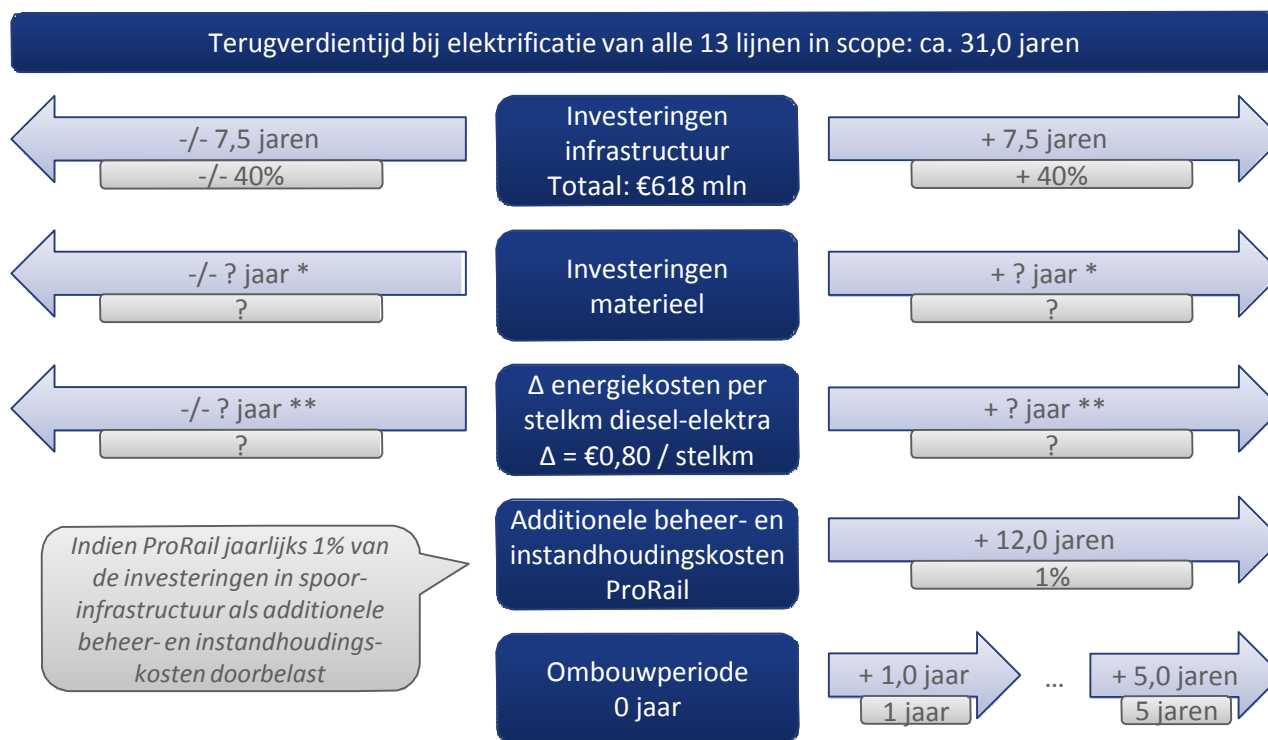 Terugverdientijd bij elektrificatie van alle 13 lijnen in scope: ca. 31,0 jaren
-/- 7,5 jaren
-/- 40%
Investeringen
infrastructuur
Totaal: €618 mln
+ 7,5 jaren
+ 40%
-/- ? jaar *
?
Investeringen
materieel
+ ? jaar *
?
-/- ? jaar **
?
Δ energiekosten per
stelkm diesel-elektra
Δ = €0,80 / stelkm
+ ? jaar **
?
Indien ProRail jaarlijks 1% van
de investeringen in spoor-
infrastructuur als additionele
beheer- en instandhoudings-
kosten doorbelast
Additionele beheer- en
instandhoudingskosten
ProRail
+ 12,0 jaren
1%
Ombouwperiode
0 jaar
+ 1,0 jaar
1 jaar
...
+ 5,0 jaren
5 jaren